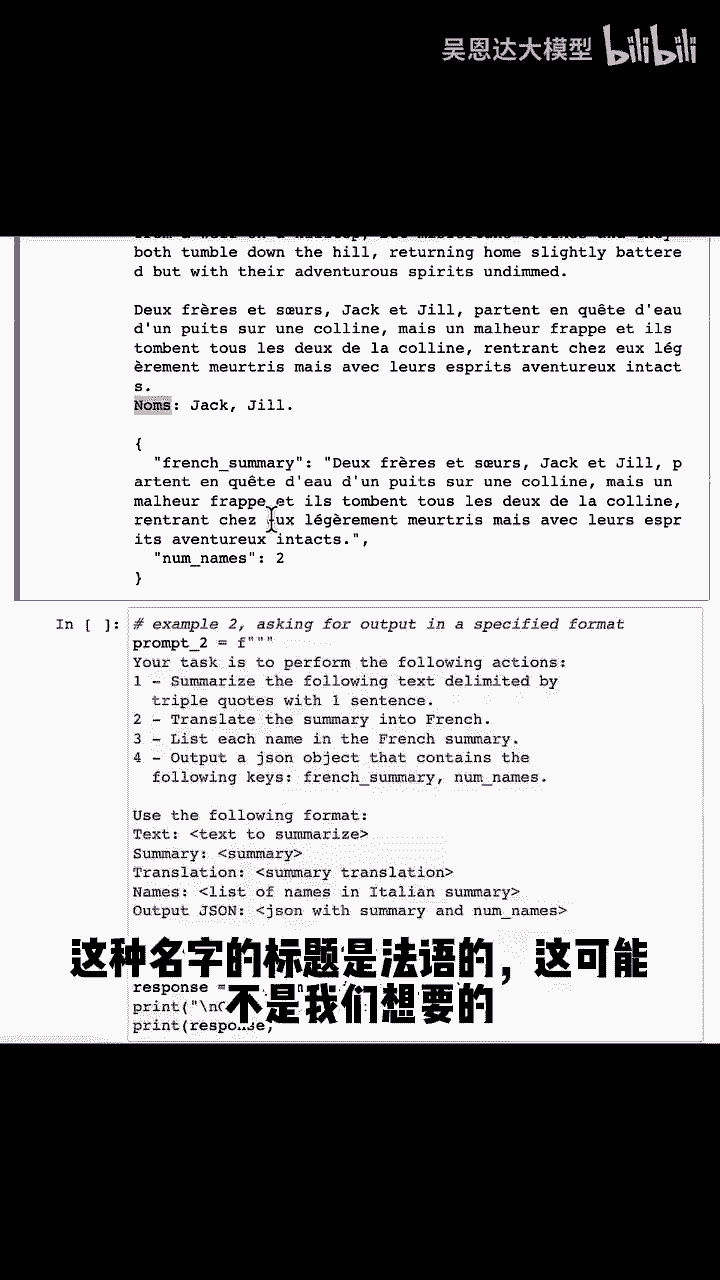 吴恩达大模型 bilibili
both tumble down the hill, returning home slightly battere
d but with their adventurous spirits undimmed.
Deux frères et sœurs, Jack et Jill, partent en quête d'eau
d'un puits sur une colline, mais un malheur frappe et ils
tombent tous les deux de la colline, rentrant chez eux lég
èrement meurtris mais avec leurs esprits aventureux intact
s.
Noms: Jack, Jill.
{
"french_summary": "Deux frères et sœurs, Jack et Jill, p
artent en quête d'eau d'un puits sur une colline, mais un
malheur frappe et ils tombent tous les deux de la colline,
rentrant chez eux légèrement meurtris mais avec leurs espr
its aventureux intacts.",
"num_names": 2
}
In [ ]: # example 2, asking for output in a specified format
prompt_2 = f"""
Your task is to perform the following actions:
1 - Summarize the following text delimited by
triple quotes with 1 sentence.
2 - Translate the summary into French.
3 - List each name in the French summary.
4 - Output a json object that contains the
following keys: french_summary, num_names.
Use the following format:
Text: <text to summarize>
Summary: <summary>
Translation: <summary translation>
Names: <list of names in Italian summary>
Output JSON: <json with summary and num_names>
这种名字的标题是法语的，这可能
不是我们想要的
response =
print("\n
print(response)